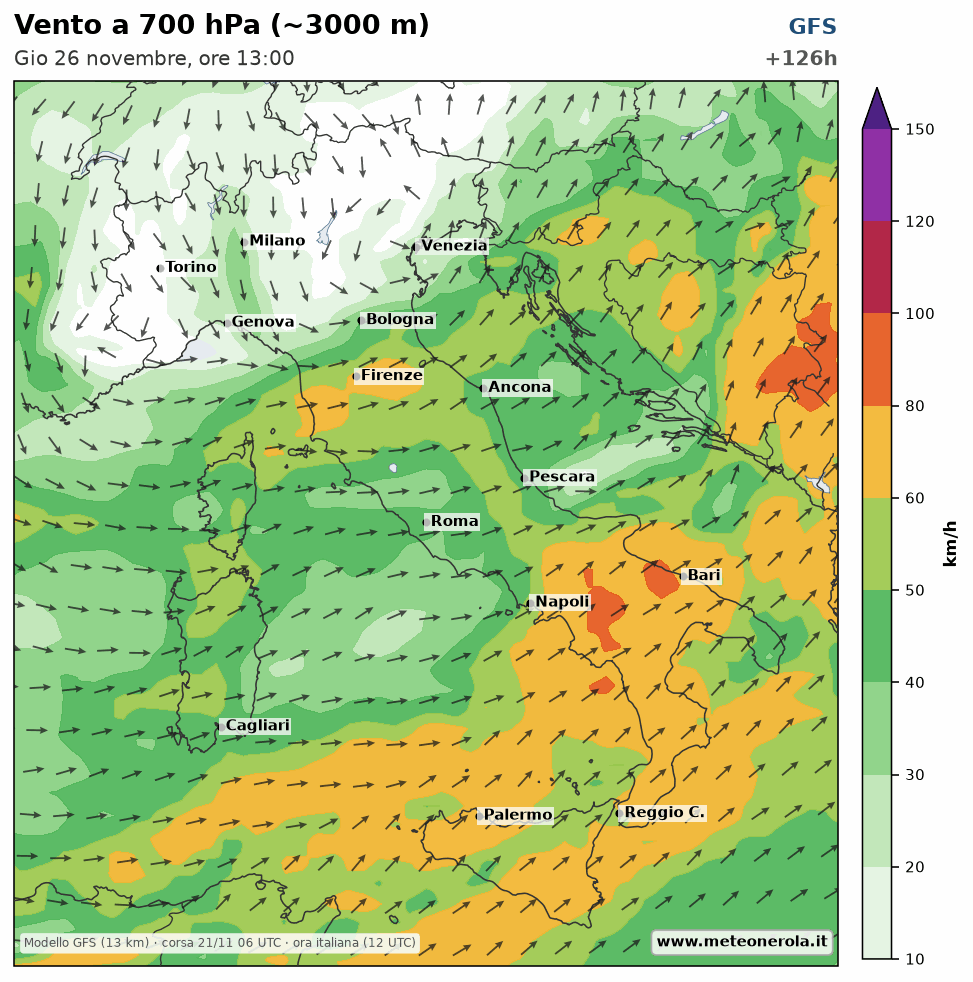 Vento a 700 hPa (~3000 m)
GFS
Gio 26 novembre, ore 13:00
+126h
150
120
100
80
60
50
40
30
20
10
km/h
Milano
Venezia
Torino
Genova
Bologna
Firenze
Ancona
Pescara
Roma
Bari
Napoli
Cagliari
Palermo
Reggio C.
Modello GFS (13 km) · corsa 21/11 06 UTC · ora italiana (12 UTC)
www.meteonerola.it